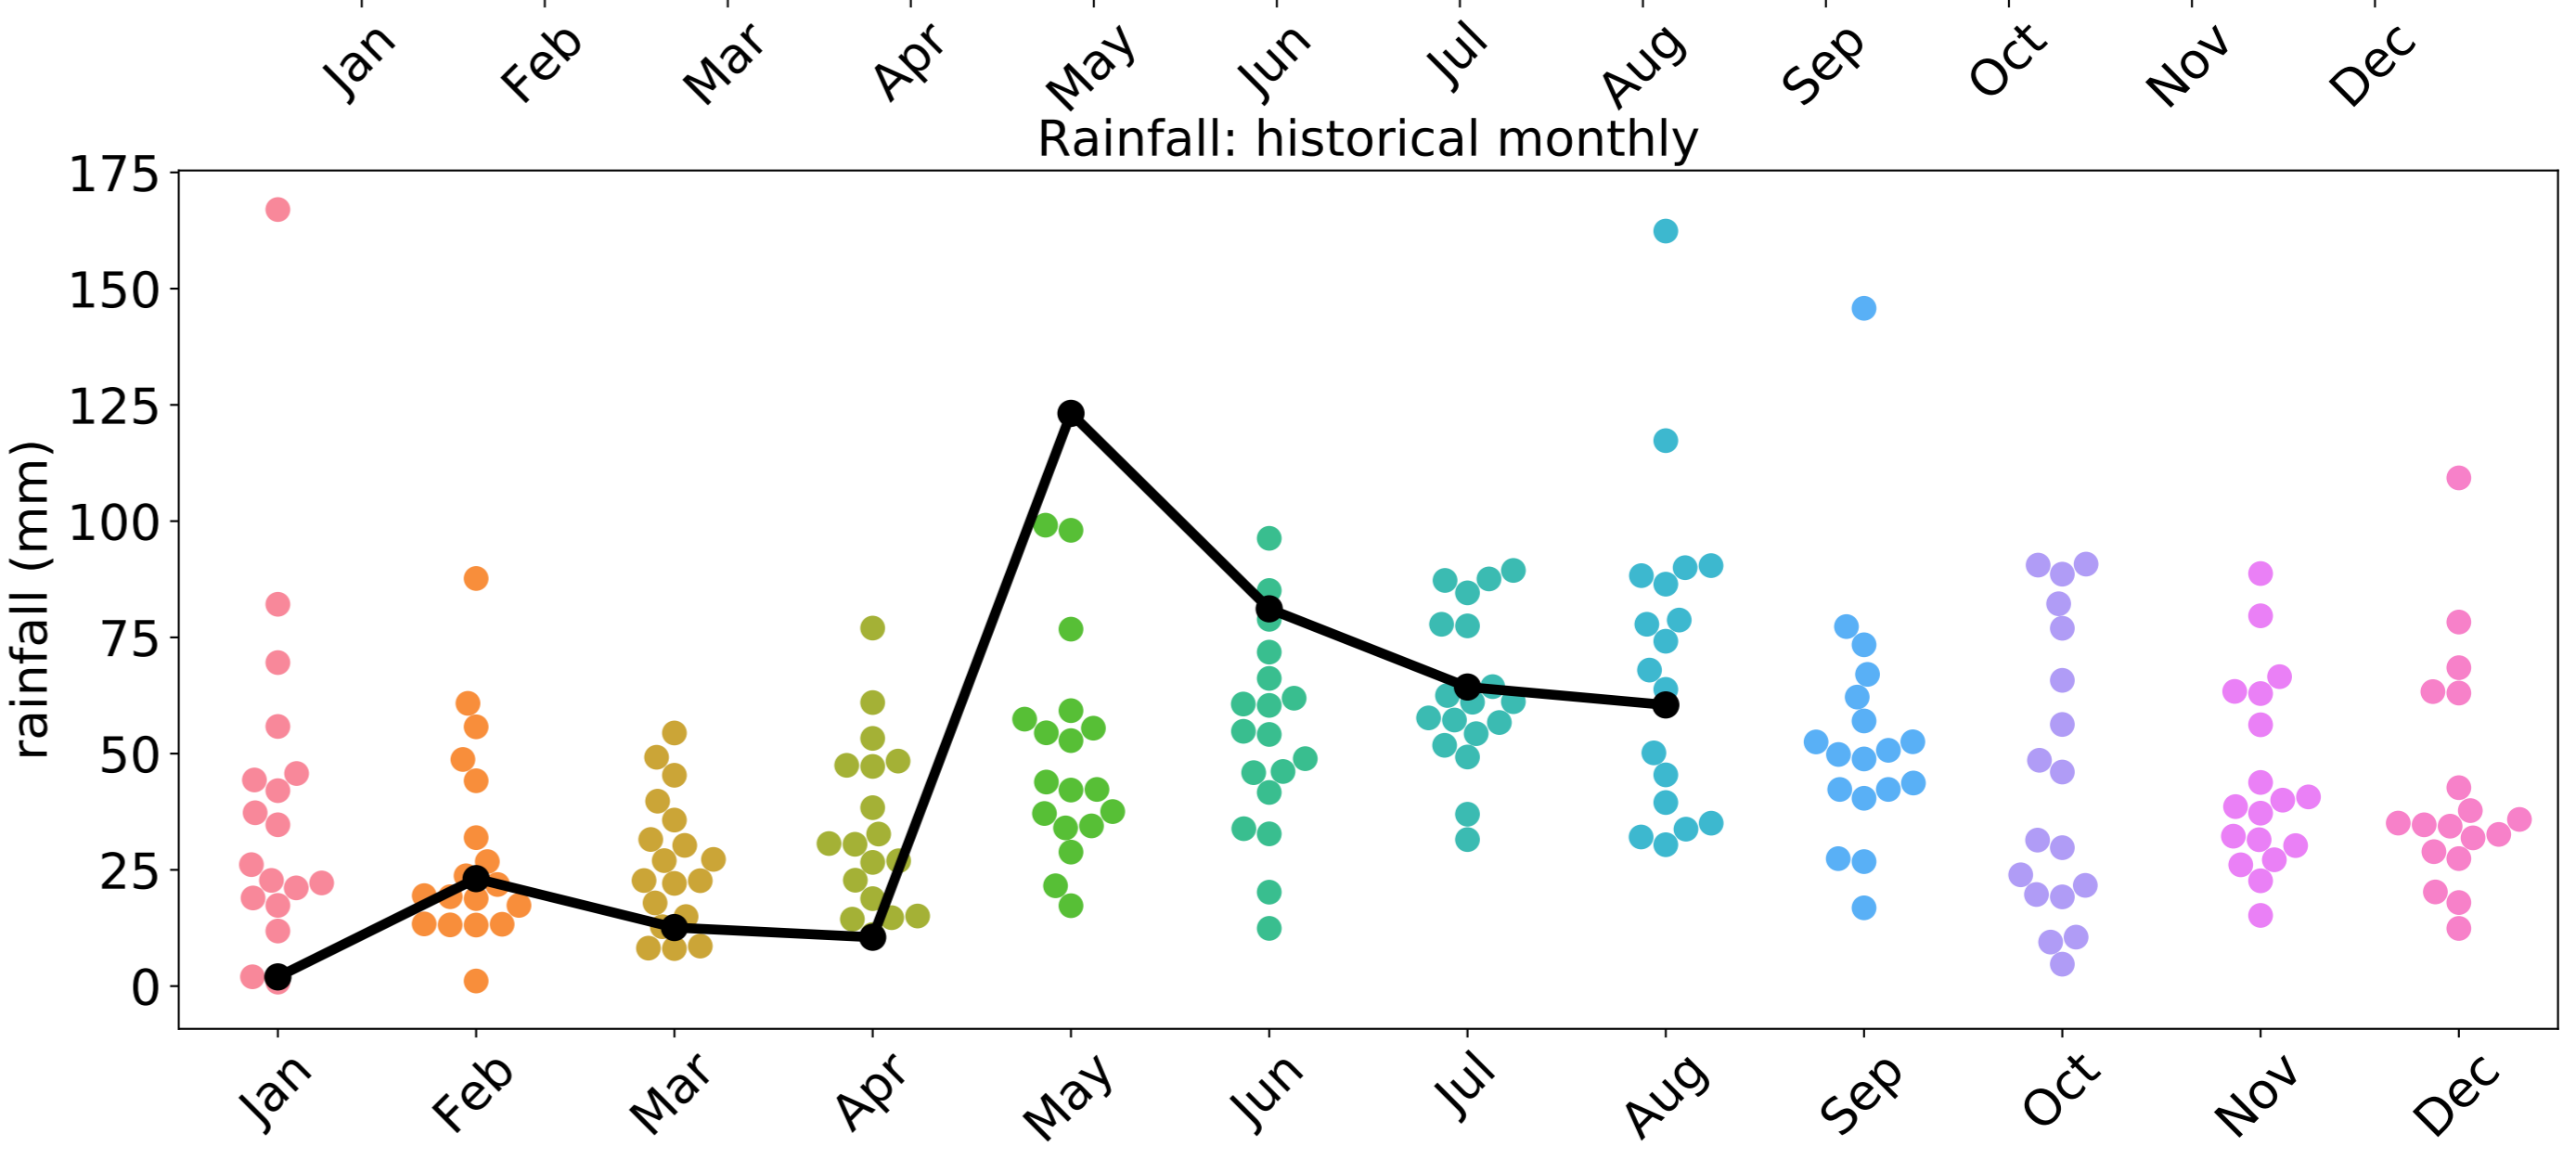 Jan Feb Mar Apr May Jun Jul Aug Sep Oct Nov Dec
Rainfall: historical monthly
175
150
125
100
75
50
25
0
rainfall (mm)
Jan Feb Mar Apr May Jun Jul Aug Sep Oct Nov Dec